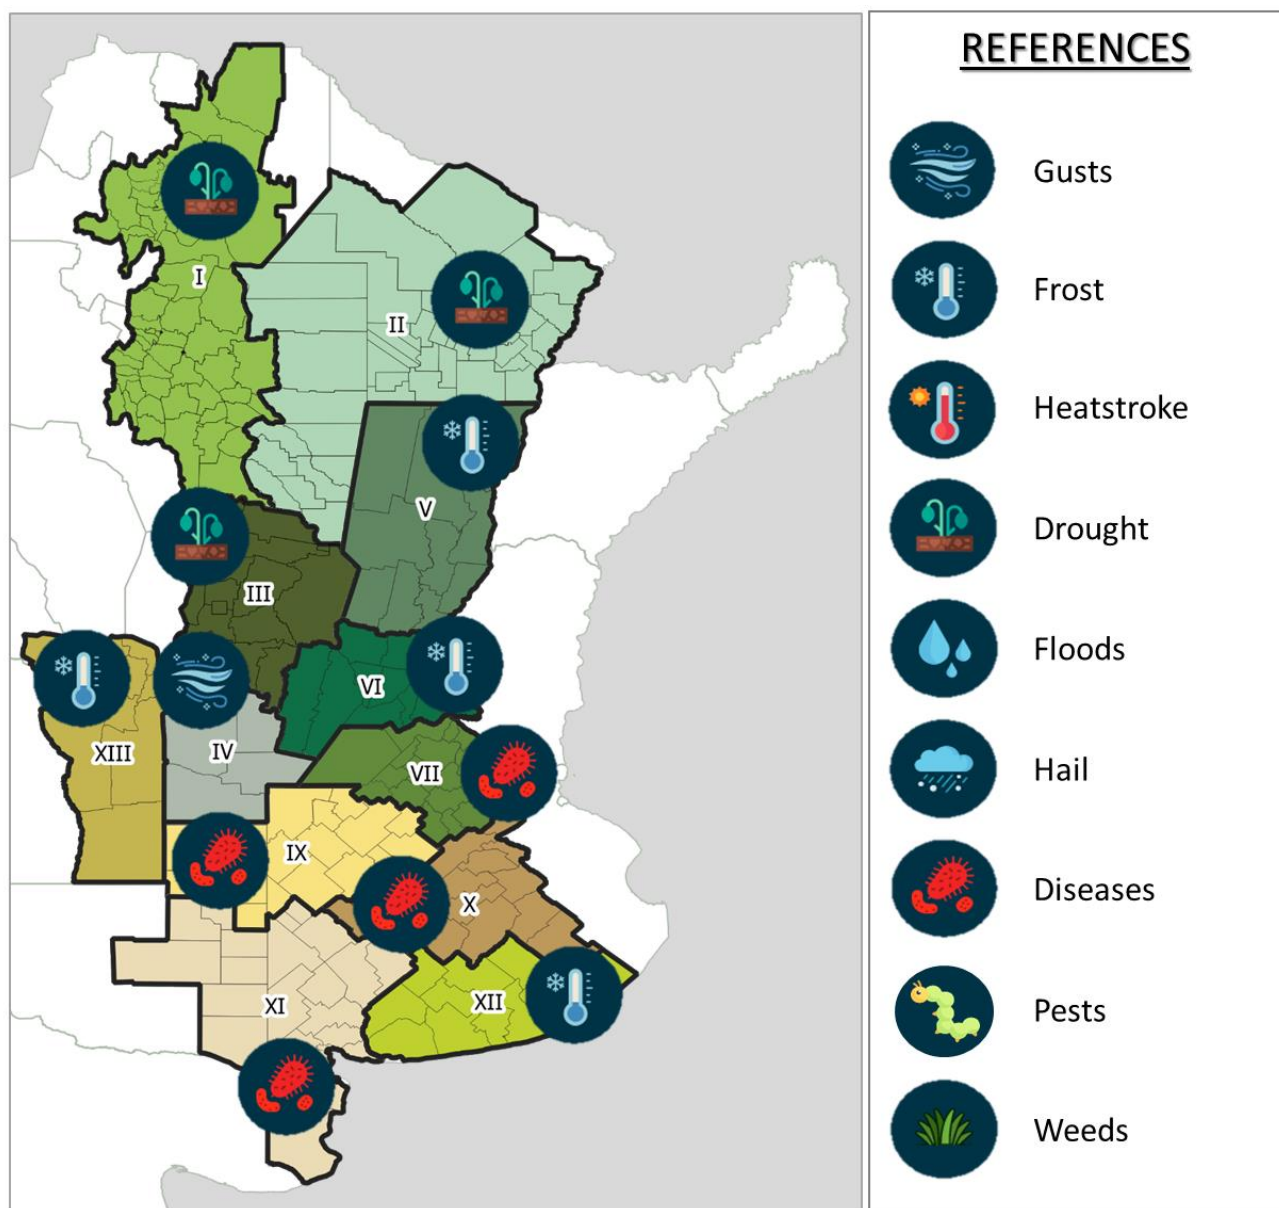 REFERENCES
Gusts
Frost
Heatstroke
Drought
Floods
Hail
Diseases
Pests
Weeds
I
II
V
III
VI
IV
XIII
VII
IX
X
XI
XII